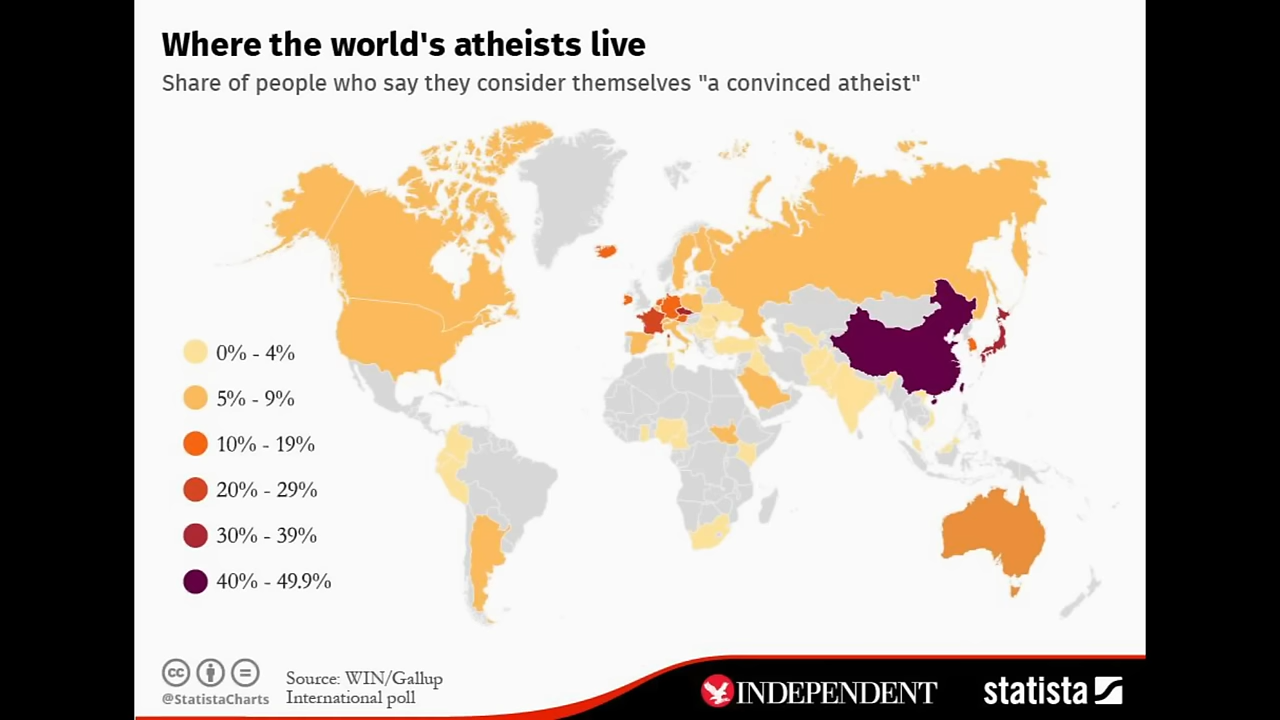 Where the world's atheists live
Share of people who say they consider themselves "a convinced atheist"
0% - 4%
5% - 9%
10% - 19%
20% - 29%
30% - 39%
40% - 49.9%
@StatistaCharts
Source: WIN/Gallup
International poll
INDEPENDENT
statista